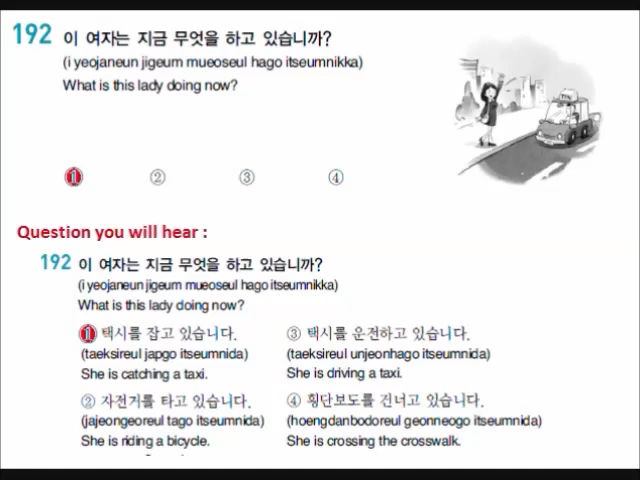 192 이 여자는 지금 무엇을 하고 있습니까?
(i yeojaneun jigeum mueoseul hago itseumnikka)
What is this lady doing now?
① ② ③ ④
Question you will hear :
192 이 여자는 지금 무엇을 하고 있습니까?
(i yeojaneun jigeum mueoseul hago itseumnikka)
What is this lady doing now?
① 택시를 잡고 있습니다.
(taeksireul japgo itseumnida)
She is catching a taxi.
② 자전거를 타고 있습니다.
(jajeongeoreul tago itseumnida)
She is riding a bicycle.
③ 택시를 운전하고 있습니다.
(taeksireul unjeonhago itseumnida)
She is driving a taxi.
④ 횡단보도를 건너고 있습니다.
(hoengdanbodoreul geonneogo itseumnida)
She is crossing the crosswalk.